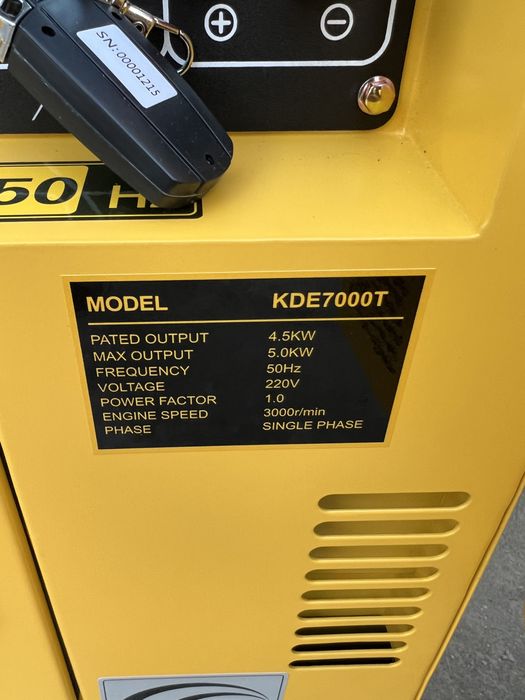 SN:00001215
50 Hz
MODEL KDE7000T
PATED OUTPUT 4.5KW
MAX OUTPUT 5.0KW
FREQUENCY 50Hz
VOLTAGE 220V
POWER FACTOR 1.0
ENGINE SPEED 3000r/min
PHASE SINGLE PHASE